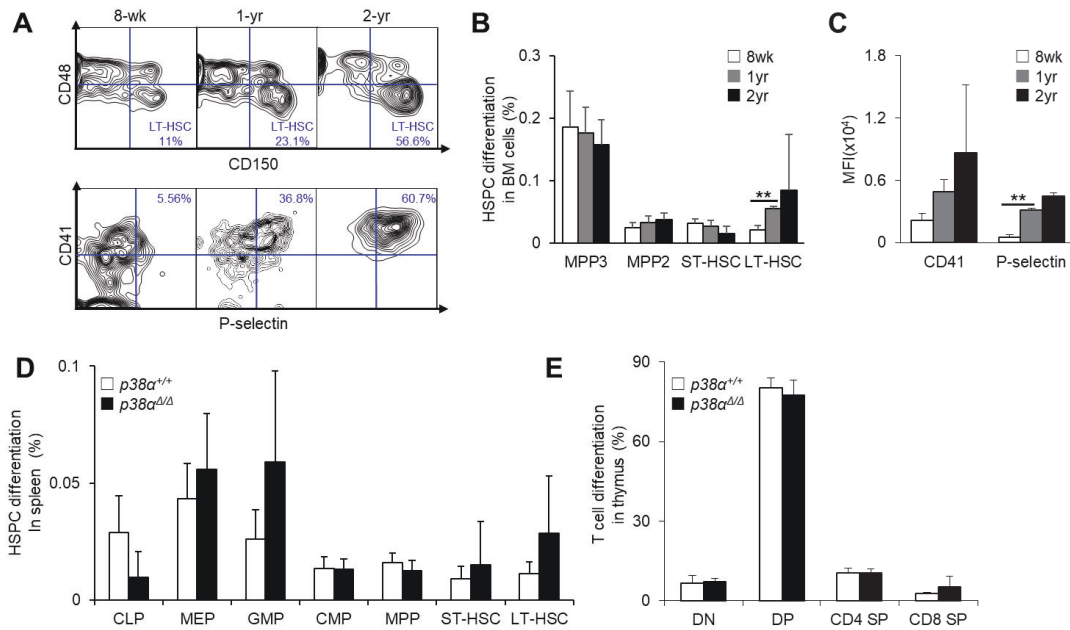 A
8-wk
1-yr
2-yr
CD48
LT-HSC
11%
LT-HSC
23.1%
LT-HSC
56.6%
CD150
5.56%
36.8%
60.7%
CD41
P-selectin
B
HSPC differentiation
in BM cells (%)
0.3
0.2
0.1
0
8wk
1yr
2yr
**
MPP3
MPP2
ST-HSC
LT-HSC
C
MFI(x10⁴)
1.8
1.2
0.6
0
8wk
1yr
2yr
**
CD41
P-selectin
D
HSPC differentiation
In spleen (%)
0.1
0.05
0
p38α+/+
p38αΔ/Δ
CLP
MEP
GMP
CMP
MPP
ST-HSC
LT-HSC
E
T cell differentiation
in thymus (%)
90
60
30
0
p38α+/+
p38αΔ/Δ
DN
DP
CD4 SP
CD8 SP